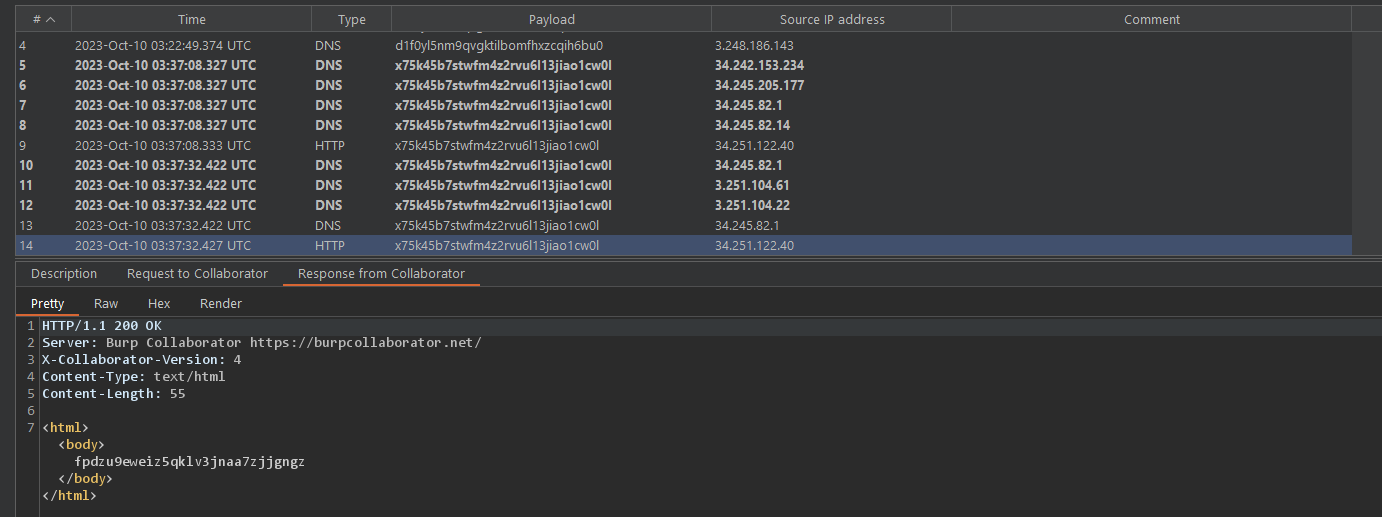 # Time Type Payload Source IP address Comment
4 2023-Oct-10 03:22:49.374 UTC DNS d1f0yl5nm9qvgktilbomfhxzcqih6bu0 3.248.186.143
5 2023-Oct-10 03:37:08.327 UTC DNS x75k45b7stwfm4z2rvu6l13jiao1cw0l 34.242.153.234
6 2023-Oct-10 03:37:08.327 UTC DNS x75k45b7stwfm4z2rvu6l13jiao1cw0l 34.245.205.177
7 2023-Oct-10 03:37:08.327 UTC DNS x75k45b7stwfm4z2rvu6l13jiao1cw0l 34.245.82.1
8 2023-Oct-10 03:37:08.327 UTC DNS x75k45b7stwfm4z2rvu6l13jiao1cw0l 34.245.82.14
9 2023-Oct-10 03:37:08.333 UTC HTTP x75k45b7stwfm4z2rvu6l13jiao1cw0l 34.251.122.40
10 2023-Oct-10 03:37:32.422 UTC DNS x75k45b7stwfm4z2rvu6l13jiao1cw0l 34.245.82.1
11 2023-Oct-10 03:37:32.422 UTC DNS x75k45b7stwfm4z2rvu6l13jiao1cw0l 3.251.104.61
12 2023-Oct-10 03:37:32.422 UTC DNS x75k45b7stwfm4z2rvu6l13jiao1cw0l 3.251.104.22
13 2023-Oct-10 03:37:32.422 UTC DNS x75k45b7stwfm4z2rvu6l13jiao1cw0l 34.245.82.1
14 2023-Oct-10 03:37:32.427 UTC HTTP x75k45b7stwfm4z2rvu6l13jiao1cw0l 34.251.122.40
Description Request to Collaborator Response from Collaborator
Pretty Raw Hex Render
1 HTTP/1.1 200 OK
2 Server: Burp Collaborator https://burpcollaborator.net/
3 X-Collaborator-Version: 4
4 Content-Type: text/html
5 Content-Length: 55
6
7 <html>
<body>
fpdzu9eweiz5qklv3jnaa7zjjgngz
</body>
</html>